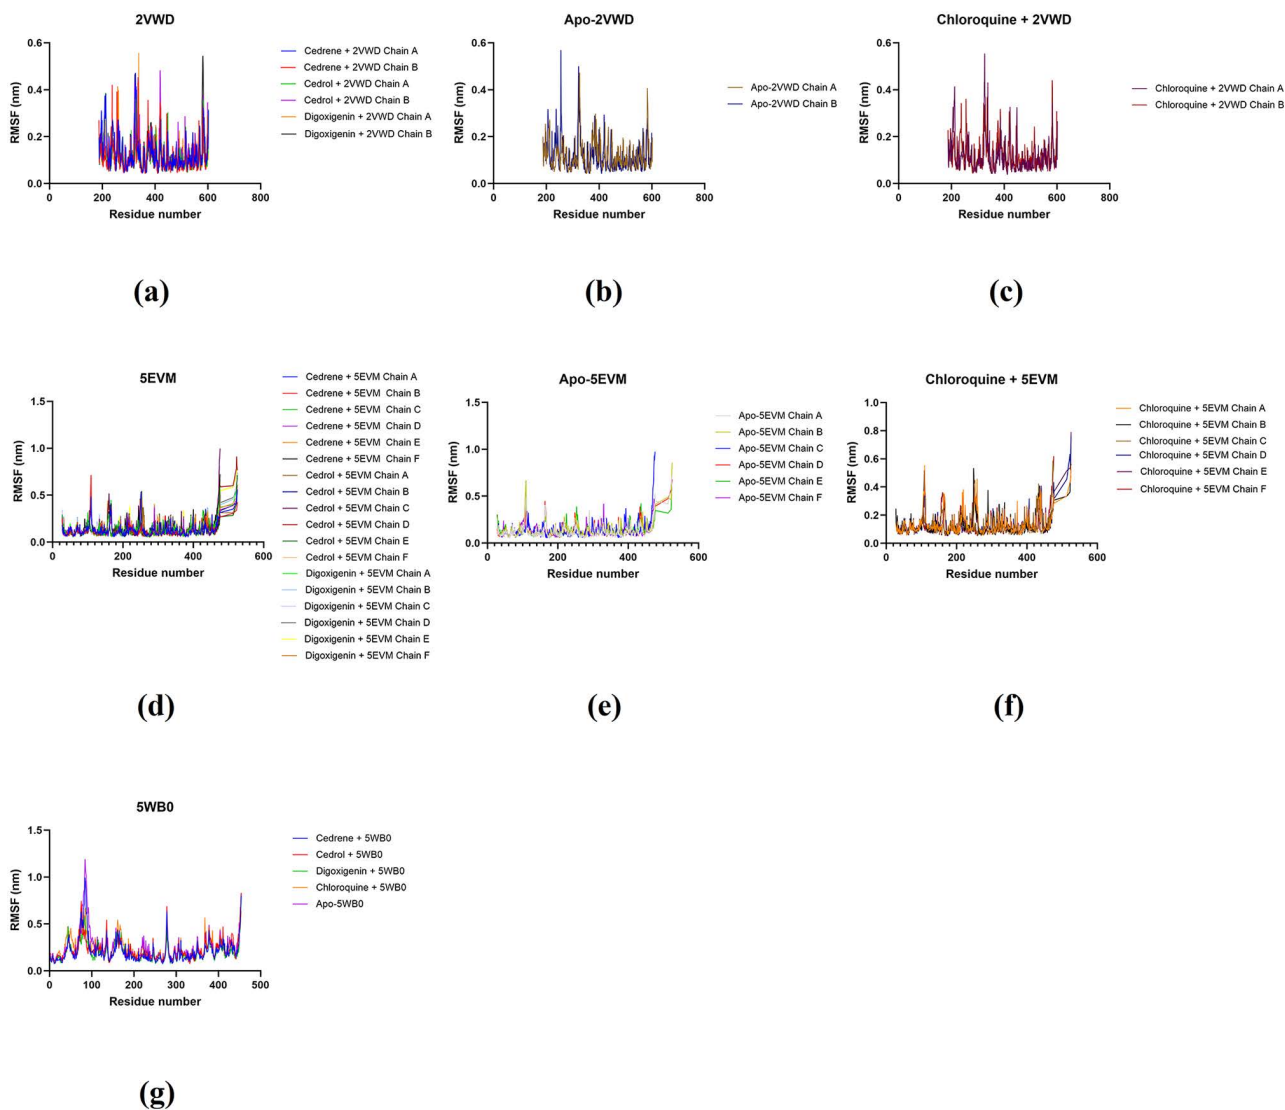 2VWD
RMSF (nm)
0.6
0.4
0.2
0.0
0 200 400 600 800
Residue number
Cedrene + 2VWD Chain A
Cedrene + 2VWD Chain B
Cedrol + 2VWD Chain A
Cedrol + 2VWD Chain B
Digoxigenin + 2VWD Chain A
Digoxigenin + 2VWD Chain B
(a)
Apo-2VWD
RMSF (nm)
0.6
0.4
0.2
0.0
0 200 400 600 800
Residue number
Apo-2VWD Chain A
Apo-2VWD Chain B
(b)
Chloroquine + 2VWD
RMSF (nm)
0.6
0.4
0.2
0.0
0 200 400 600 800
Residue number
Chloroquine + 2VWD Chain A
Chloroquine + 2VWD Chain B
(c)
5EVM
RMSF (nm)
1.5
1.0
0.5
0.0
0 200 400 600
Residue number
Cedrene + 5EVM Chain A
Cedrene + 5EVM Chain B
Cedrene + 5EVM Chain C
Cedrene + 5EVM Chain D
Cedrene + 5EVM Chain E
Cedrene + 5EVM Chain F
Cedrol + 5EVM Chain A
Cedrol + 5EVM Chain B
Cedrol + 5EVM Chain C
Cedrol + 5EVM Chain D
Cedrol + 5EVM Chain E
Cedrol + 5EVM Chain F
Digoxigenin + 5EVM Chain A
Digoxigenin + 5EVM Chain B
Digoxigenin + 5EVM Chain C
Digoxigenin + 5EVM Chain D
Digoxigenin + 5EVM Chain E
Digoxigenin + 5EVM Chain F
(d)
Apo-5EVM
RMSF (nm)
1.5
1.0
0.5
0.0
0 200 400 600
Residue number
Apo-5EVM Chain A
Apo-5EVM Chain B
Apo-5EVM Chain C
Apo-5EVM Chain D
Apo-5EVM Chain E
Apo-5EVM Chain F
(e)
Chloroquine + 5EVM
RMSF (nm)
1.0
0.8
0.6
0.4
0.2
0.0
0 200 400 600
Residue number
Chloroquine + 5EVM Chain A
Chloroquine + 5EVM Chain B
Chloroquine + 5EVM Chain C
Chloroquine + 5EVM Chain D
Chloroquine + 5EVM Chain E
Chloroquine + 5EVM Chain F
(f)
5WB0
RMSF (nm)
1.5
1.0
0.5
0.0
0 100 200 300 400 500
Residue number
Cedrene + 5WB0
Cedrol + 5WB0
Digoxigenin + 5WB0
Chloroquine + 5WB0
Apo-5WB0
(g)